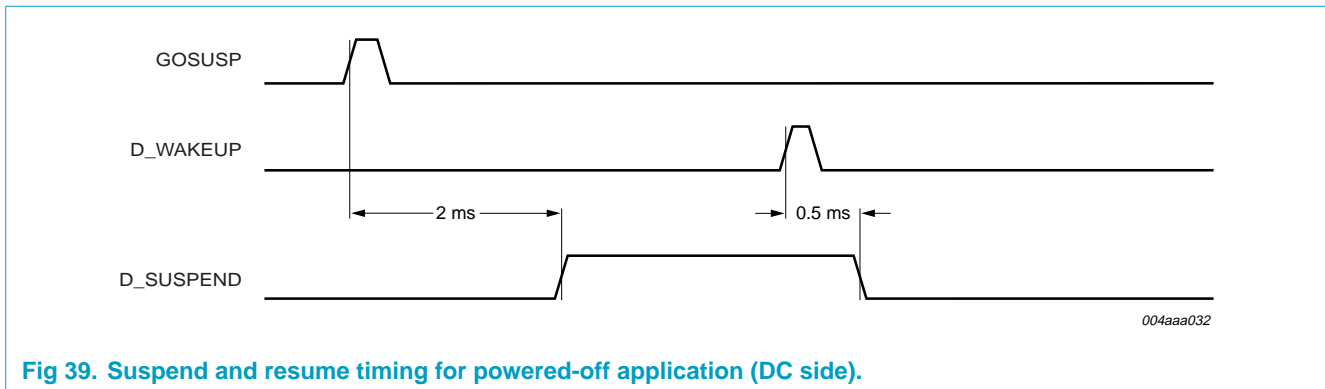 GOSUSP
D_WAKEUP
2 ms
0.5 ms
D_SUSPEND
004aaa032
Fig 39. Suspend and resume timing for powered-off application (DC side).